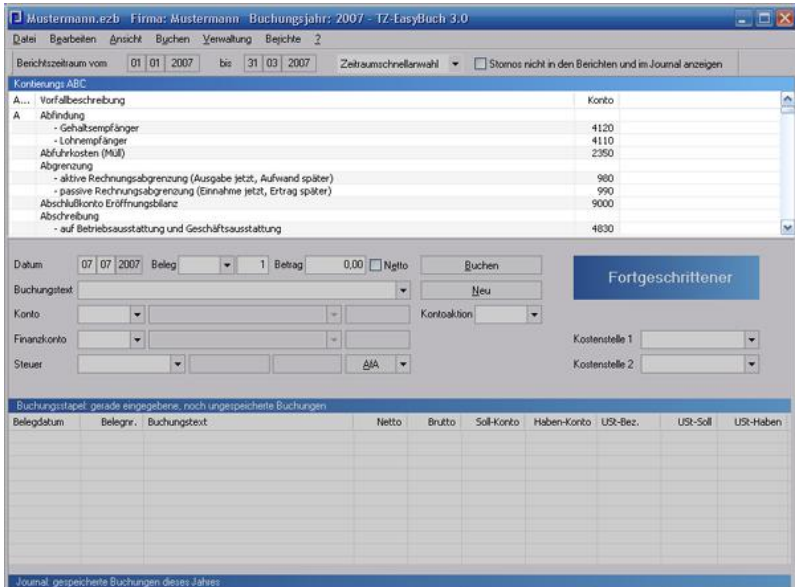 Mustermann.ezb Firma: Mustermann Buchungsjahr: 2007 - TZ-EasyBuch 3.0
Datei Bearbeiten Ansicht Buchen Verwaltung Berichte ?
Berichtszeitraum vom 01 01 2007 bis 31 03 2007 Zeitraumschnellanwahl Stornos nicht in den Berichten und im Journal anzeigen
Kontierungs ABC
A... Vorfallbeschreibung Konto
A Abfindung
- Gehaltsempfänger 4120
- Lohnempfänger 4110
Abfuhrkosten (Müll) 2350
Abgrenzung
- aktive Rechnungsabgrenzung (Ausgabe jetzt, Aufwand später) 980
- passive Rechnungsabgrenzung (Einnahme jetzt, Ertrag später) 990
Abschlußkonto Eröffnungsbilanz 9000
Abschreibung
- auf Betriebsausstattung und Geschäftsausstattung 4830
Datum 07 07 2007 Beleg 1 Betrag 0,00 Netto Buchen
Fortgeschrittener
Buchungstext Neu
Konto Kontoaktion
Finanzkonto Kostenstelle 1
Steuer AfA Kostenstelle 2
Buchungsstapel: gerade eingegebene, noch ungespeicherte Buchungen
Belegdatum Belegnr. Buchungstext Netto Brutto Soll-Konto Haben-Konto USt-Bez. USt-Soll USt-Haben
Journal: gespeicherte Buchungen dieses Jahres